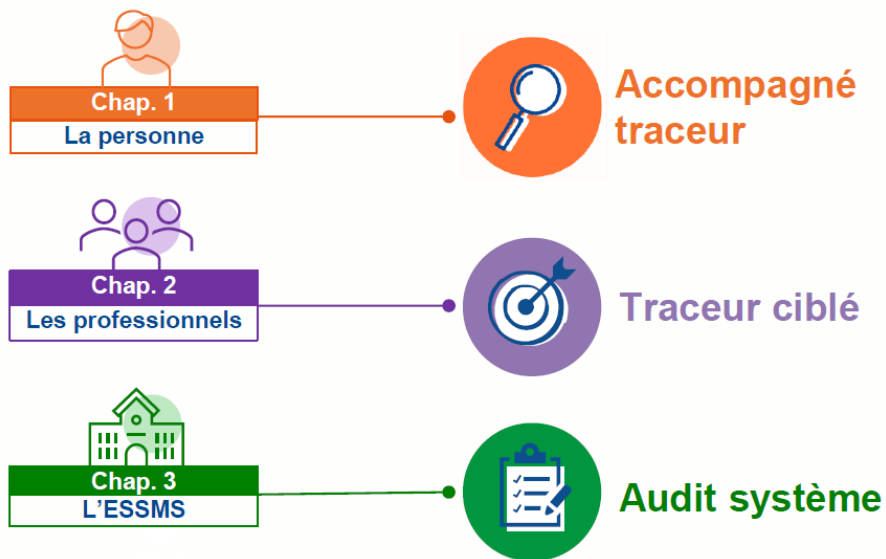 Chap. 1
La personne
Accompagné
traceur
Chap. 2
Les professionnels
Traceur ciblé
Chap. 3
L'ESSMS
Audit système